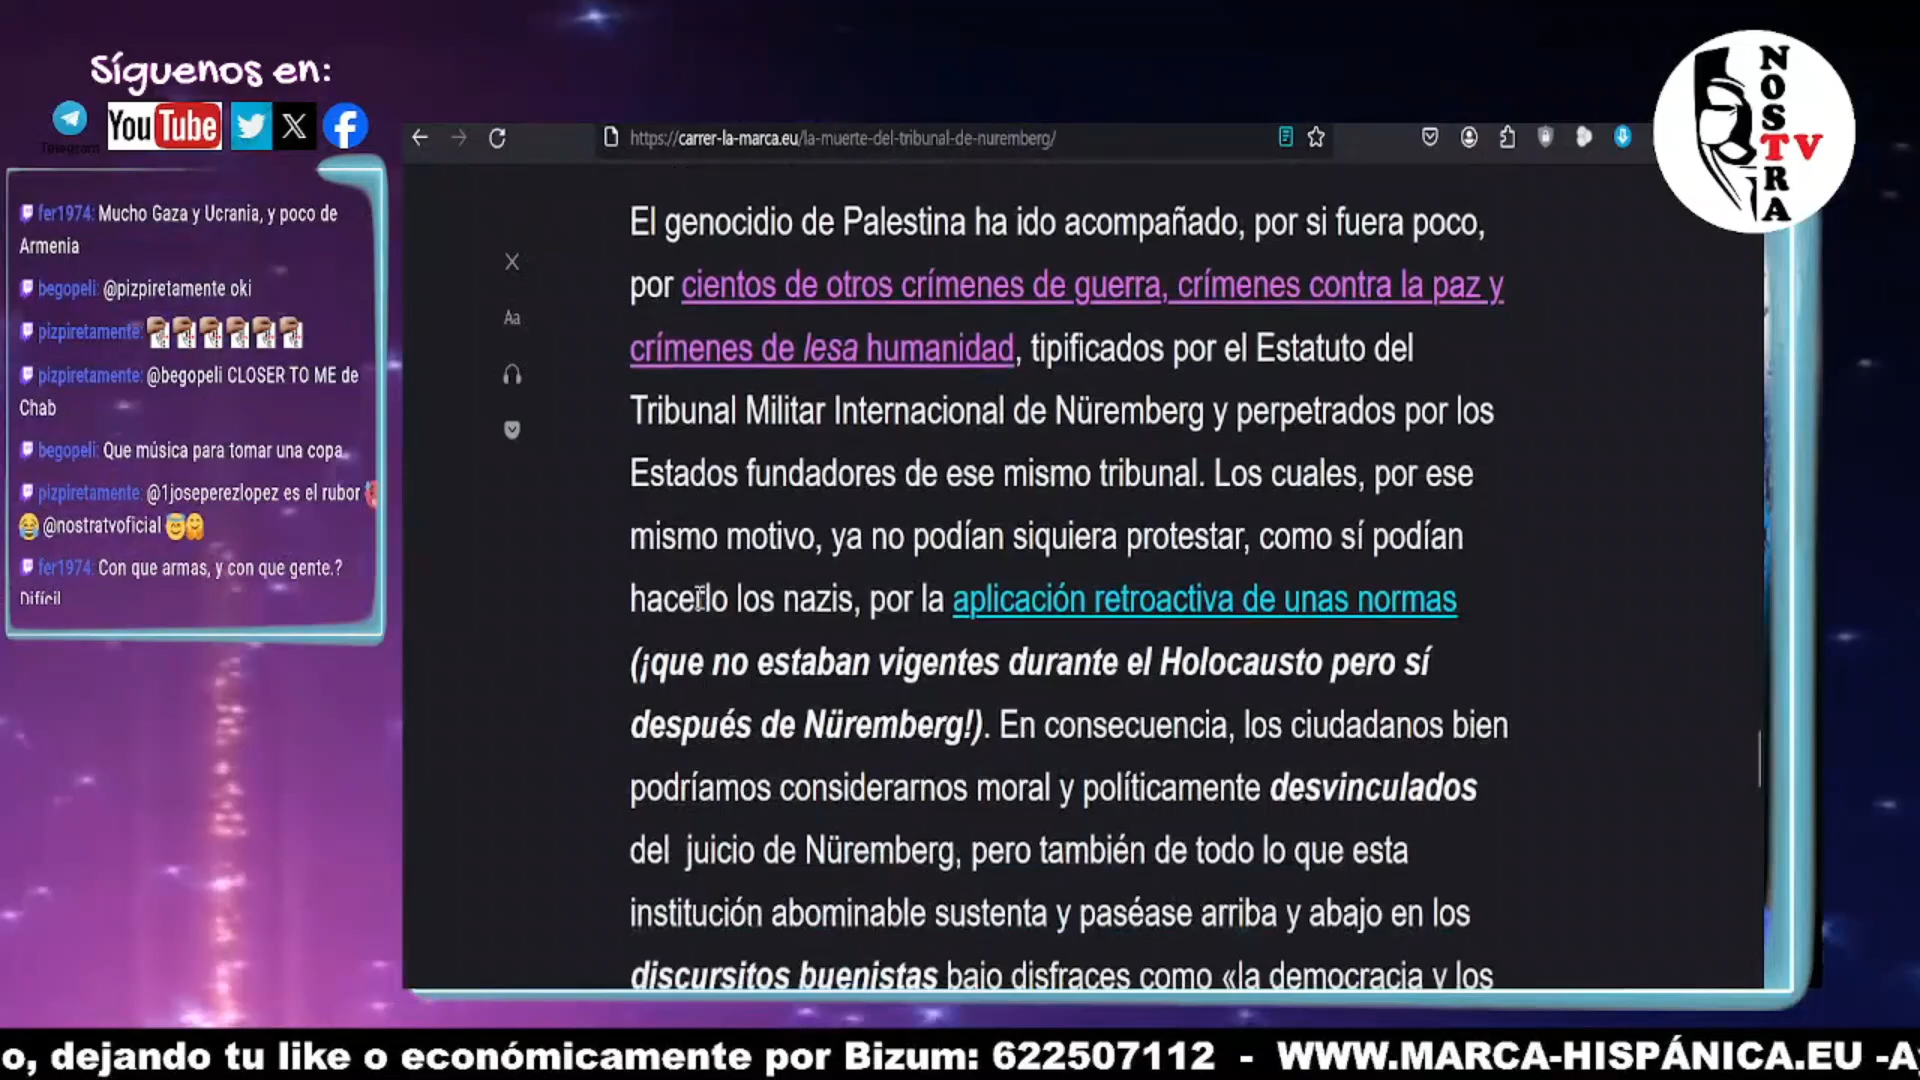 Síguenos en:
YouTube
Telegram
fer1974: Mucho Gaza y Ucrania, y poco de
Armenia
begopeli: @pizpiretamente oki
pizpiretamente:
pizpiretamente: @begopeli CLOSER TO ME de
Chab
begopeli: Que música para tomar una copa
pizpiretamente: @1joseperezlopez es el rubor
@nostratvoficial
fer1974: Con que armas, y con que gente.?
Difícil
https://carrer-la-marca.eu/la-muerte-del-tribunal-de-nuremberg/
NOSTRA
TV
Aa
El genocidio de Palestina ha ido acompañado, por si fuera poco,
por cientos de otros crímenes de guerra, crímenes contra la paz y
crímenes de lesa humanidad, tipificados por el Estatuto del
Tribunal Militar Internacional de Nüremberg y perpetrados por los
Estados fundadores de ese mismo tribunal. Los cuales, por ese
mismo motivo, ya no podían siquiera protestar, como sí podían
hacerlo los nazis, por la aplicación retroactiva de unas normas
(¡que no estaban vigentes durante el Holocausto pero sí
después de Nüremberg!). En consecuencia, los ciudadanos bien
podríamos considerarnos moral y políticamente desvinculados
del juicio de Nüremberg, pero también de todo lo que esta
institución abominable sustenta y paséase arriba y abajo en los
discursitos buenistas bajo disfraces como «la democracia y los
o, dejando tu like o económicamente por Bizum: 622507112 - WWW.MARCA-HISPÁNICA.EU -Ay